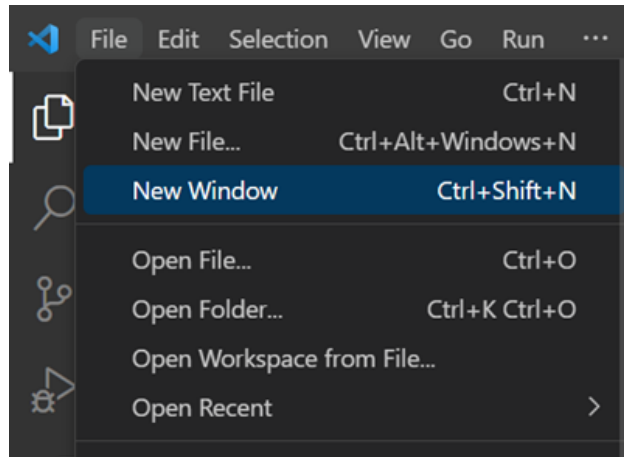 File Edit Selection View Go Run ···
New Text File Ctrl+N
New File... Ctrl+Alt+Windows+N
New Window Ctrl+Shift+N
Open File... Ctrl+O
Open Folder... Ctrl+K Ctrl+O
Open Workspace from File...
Open Recent >